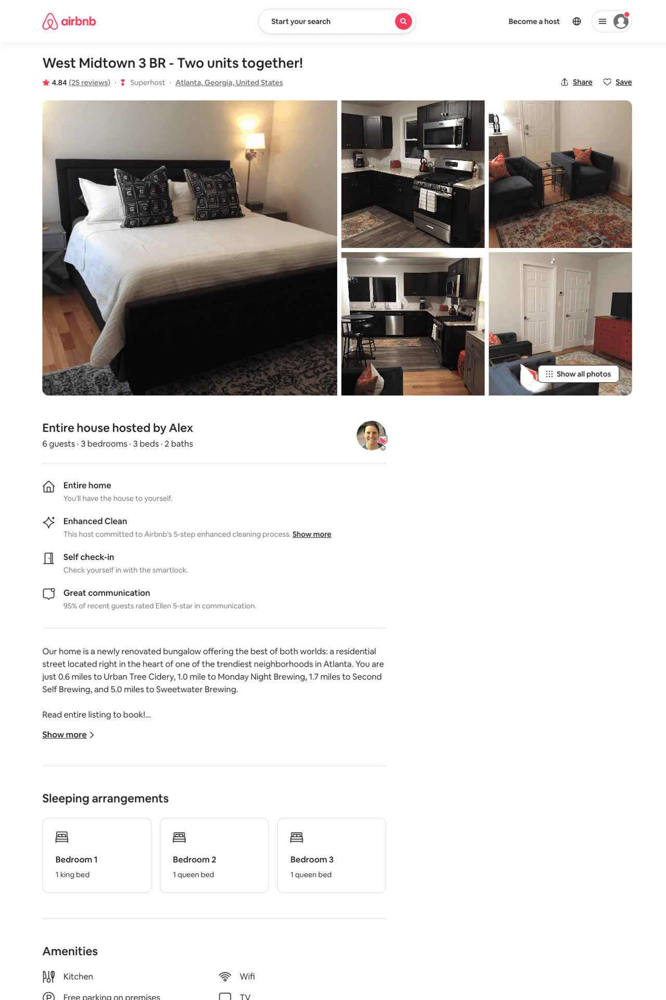 airbnb
Start your search
Become a host
West Midtown 3 BR - Two units together!
4.84 (25 reviews) · Superhost · Atlanta, Georgia, United States
Share
Save
Show all photos
Entire house hosted by Alex
6 guests · 3 bedrooms · 3 beds · 2 baths
Entire home
You'll have the house to yourself.
Enhanced Clean
This host committed to Airbnb's 5-step enhanced cleaning process. Show more
Self check-in
Check yourself in with the smartlock.
Great communication
95% of recent guests rated Ellen 5-star in communication.
Our home is a newly renovated bungalow offering the best of both worlds: a residential
street located right in the heart of one of the trendiest neighborhoods in Atlanta. You are
just 0.6 miles to Urban Tree Cidery, 1.0 mile to Monday Night Brewing, 1.7 miles to Second
Self Brewing, and 5.0 miles to Sweetwater Brewing.
Read entire listing to book!...
Show more
Sleeping arrangements
Bedroom 1
1 king bed
Bedroom 2
1 queen bed
Bedroom 3
1 queen bed
Amenities
Kitchen
Wifi
Free parking on premises
TV